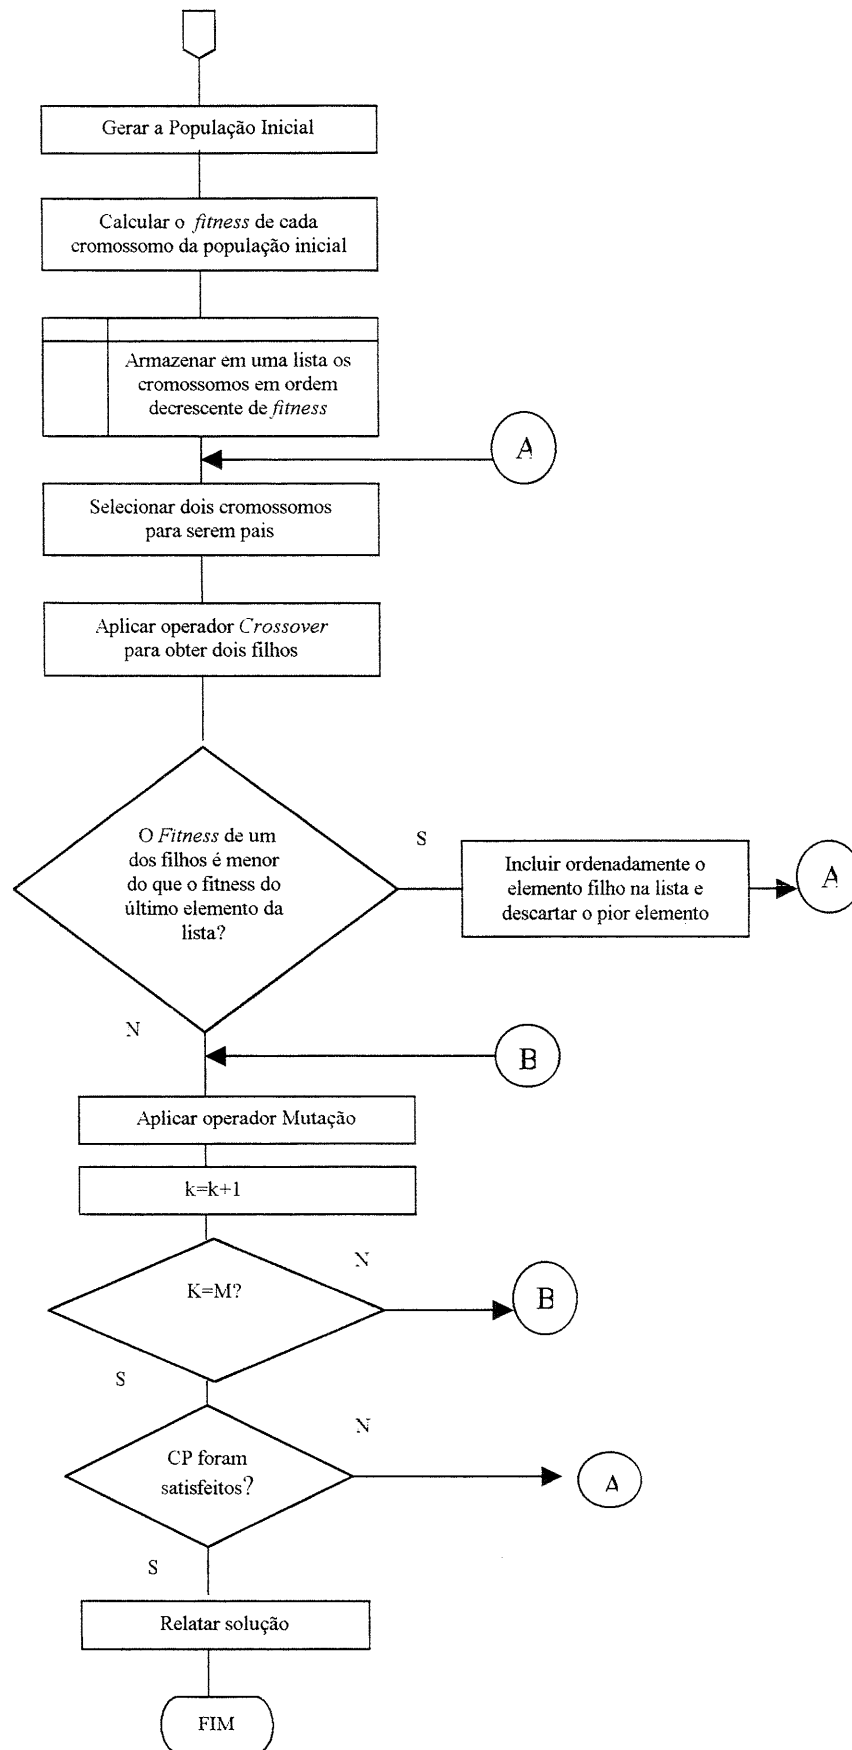 Gerar a População Inicial
Calcular o fitness de cada
cromossomo da população inicial
Armazenar em uma lista os
cromossomos em ordem
decrescente de fitness
A
Selecionar dois cromossomos
para serem pais
Aplicar operador Crossover
para obter dois filhos
O Fitness de um
dos filhos é menor
do que o fitness do
último elemento da
lista?
S
Incluir ordenadamente o
elemento filho na lista e
descartar o pior elemento
A
N
B
Aplicar operador Mutação
k=k+1
K=M?
N
B
S
CP foram
satisfeitos?
N
A
S
Relatar solução
FIM